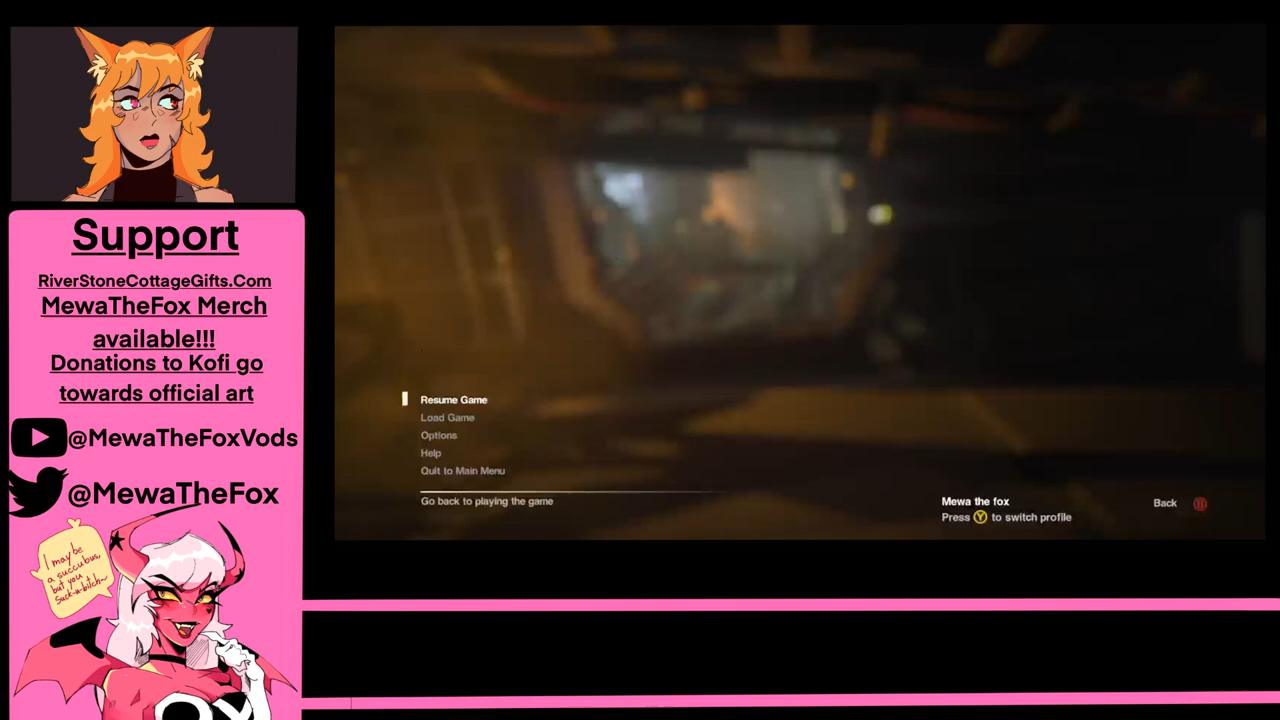 Support
RiverStoneCottageGifts.Com
MewaTheFox Merch
available!!!
Donations to Kofi go
towards official art
@MewaTheFoxVods
@MewaTheFox
I maybe
a succubus,
but you
suck-a-bitch~
Resume Game
Load Game
Options
Help
Quit to Main Menu
Go back to playing the game
Mewa the fox
Press Y to switch profile
Back B